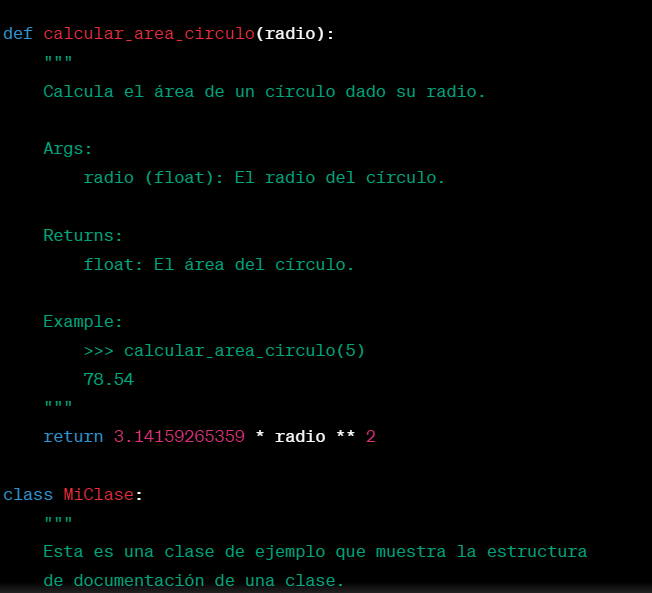 def calcular_area_circulo(radio):
    """
    Calcula el área de un círculo dado su radio.

    Args:
        radio (float): El radio del círculo.

    Returns:
        float: El área del círculo.

    Example:
        >>> calcular_area_circulo(5)
        78.54
    """
    return 3.14159265359 * radio ** 2

class MiClase:
    """
    Esta es una clase de ejemplo que muestra la estructura
    de documentación de una clase.